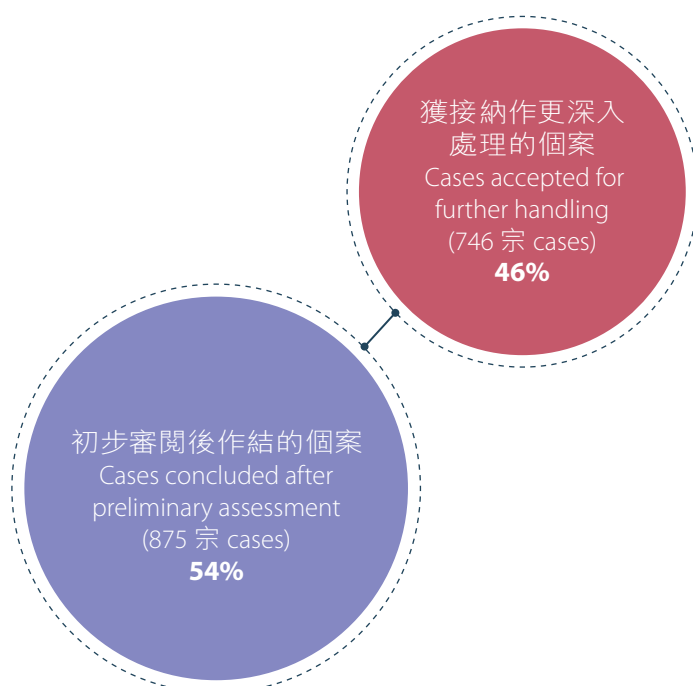 獲接納作更深入
處理的個案
Cases accepted for
further handling
(746 宗 cases)
46%
初步審閱後作結的個案
Cases concluded after
preliminary assessment
(875 宗 cases)
54%